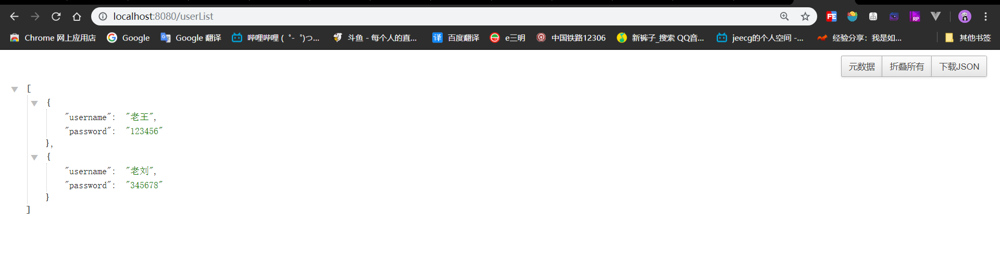 localhost:8080/userList
Chrome 网上应用店 Google Google 翻译 哔哩哔哩 ( ゜- ゜)つ... 斗鱼 - 每个人的直... 译 百度翻译 e三明 中国铁路12306 新裤子_搜索 QQ音... jeecg的个人空间 -... 经验分享：我是如... 其他书签
元数据 折叠所有 下载JSON
[
{
"username": "老王",
"password": "123456"
},
{
"username": "老刘",
"password": "345678"
}
]